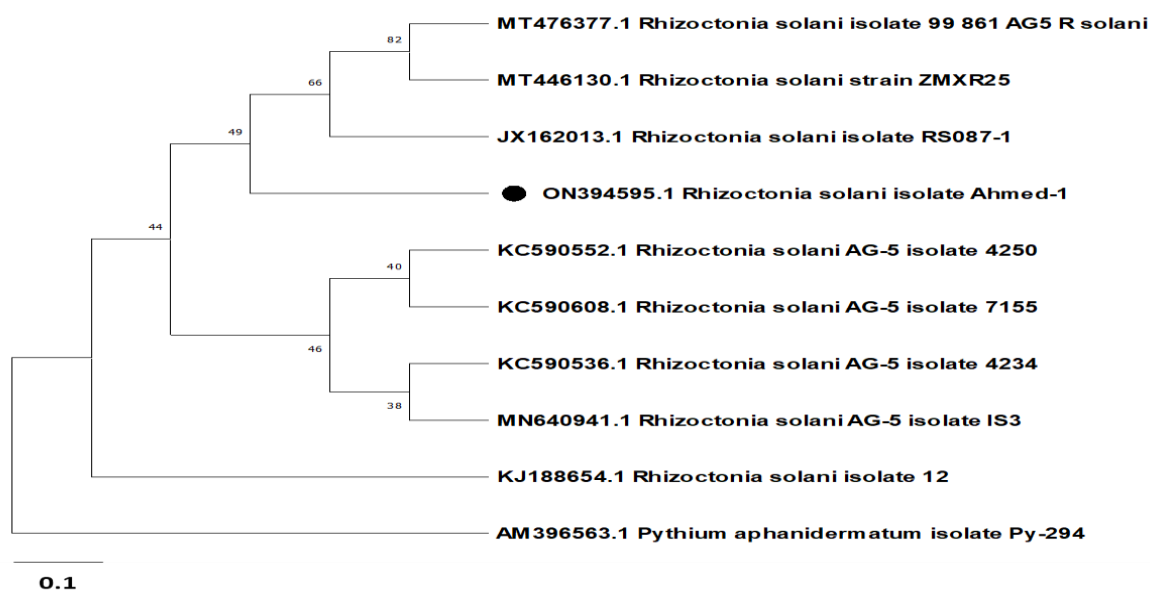 MT476377.1 Rhizoctonia solani isolate 99 861 AG5 R solani
82
MT446130.1 Rhizoctonia solani strain ZMXR25
66
JX162013.1 Rhizoctonia solani isolate RS087-1
49
ON394595.1 Rhizoctonia solani isolate Ahmed-1
44
KC590552.1 Rhizoctonia solani AG-5 isolate 4250
40
KC590608.1 Rhizoctonia solani AG-5 isolate 7155
46
KC590536.1 Rhizoctonia solani AG-5 isolate 4234
38
MN640941.1 Rhizoctonia solani AG-5 isolate IS3
KJ188654.1 Rhizoctonia solani isolate 12
AM396563.1 Pythium aphanidermatum isolate Py-294
0.1